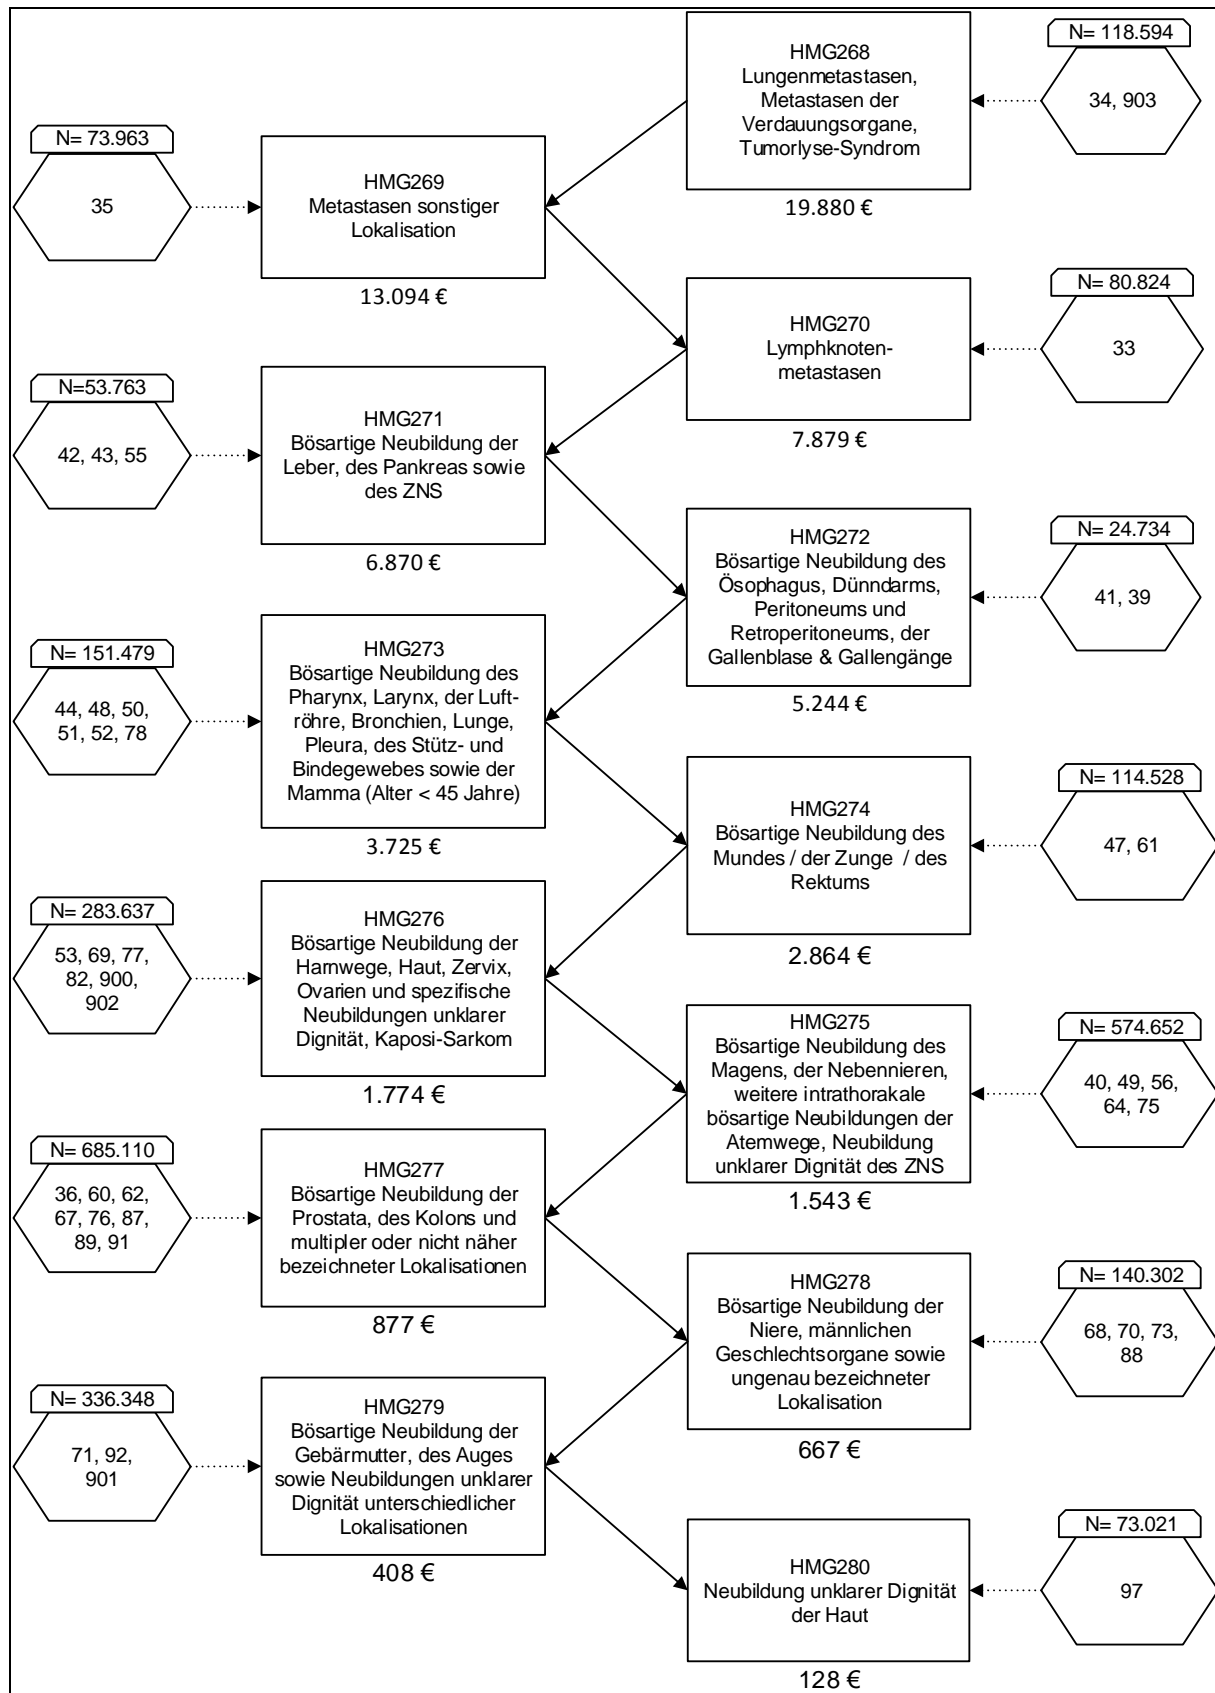 N= 118.594
34, 903
HMG268
Lungenmetastasen,
Metastasen der
Verdauungsorgane,
Tumorlyse-Syndrom
19.880 €
N= 73.963
35
HMG269
Metastasen sonstiger
Lokalisation
13.094 €
N= 80.824
33
HMG270
Lymphknoten-
metastasen
7.879 €
N=53.763
42, 43, 55
HMG271
Bösartige Neubildung der
Leber, des Pankreas sowie
des ZNS
6.870 €
N= 24.734
41, 39
HMG272
Bösartige Neubildung des
Ösophagus, Dünndarms,
Peritoneums und
Retroperitoneums, der
Gallenblase & Gallengänge
5.244 €
N= 151.479
44, 48, 50,
51, 52, 78
HMG273
Bösartige Neubildung des
Pharynx, Larynx, der Luft-
röhre, Bronchien, Lunge,
Pleura, des Stütz- und
Bindegewebes sowie der
Mamma (Alter < 45 Jahre)
3.725 €
N= 114.528
47, 61
HMG274
Bösartige Neubildung des
Mundes / der Zunge / des
Rektums
2.864 €
N= 283.637
53, 69, 77,
82, 900,
902
HMG276
Bösartige Neubildung der
Harnwege, Haut, Zervix,
Ovarien und spezifische
Neubildungen unklarer
Dignität, Kaposi-Sarkom
1.774 €
N= 574.652
40, 49, 56,
64, 75
HMG275
Bösartige Neubildung des
Magens, der Nebennieren,
weitere intrathorakale
bösartige Neubildungen der
Atemwege, Neubildung
unklarer Dignität des ZNS
1.543 €
N= 685.110
36, 60, 62,
67, 76, 87,
89, 91
HMG277
Bösartige Neubildung der
Prostata, des Kolons und
multipler oder nicht näher
bezeichneter Lokalisationen
877 €
N= 140.302
68, 70, 73,
88
HMG278
Bösartige Neubildung der
Niere, männlichen
Geschlechtsorgane sowie
ungenau bezeichneter
Lokalisation
667 €
N= 336.348
71, 92,
901
HMG279
Bösartige Neubildung der
Gebärmutter, des Auges
sowie Neubildungen unklarer
Dignität unterschiedlicher
Lokalisationen
408 €
N= 73.021
97
HMG280
Neubildung unklarer Dignität
der Haut
128 €